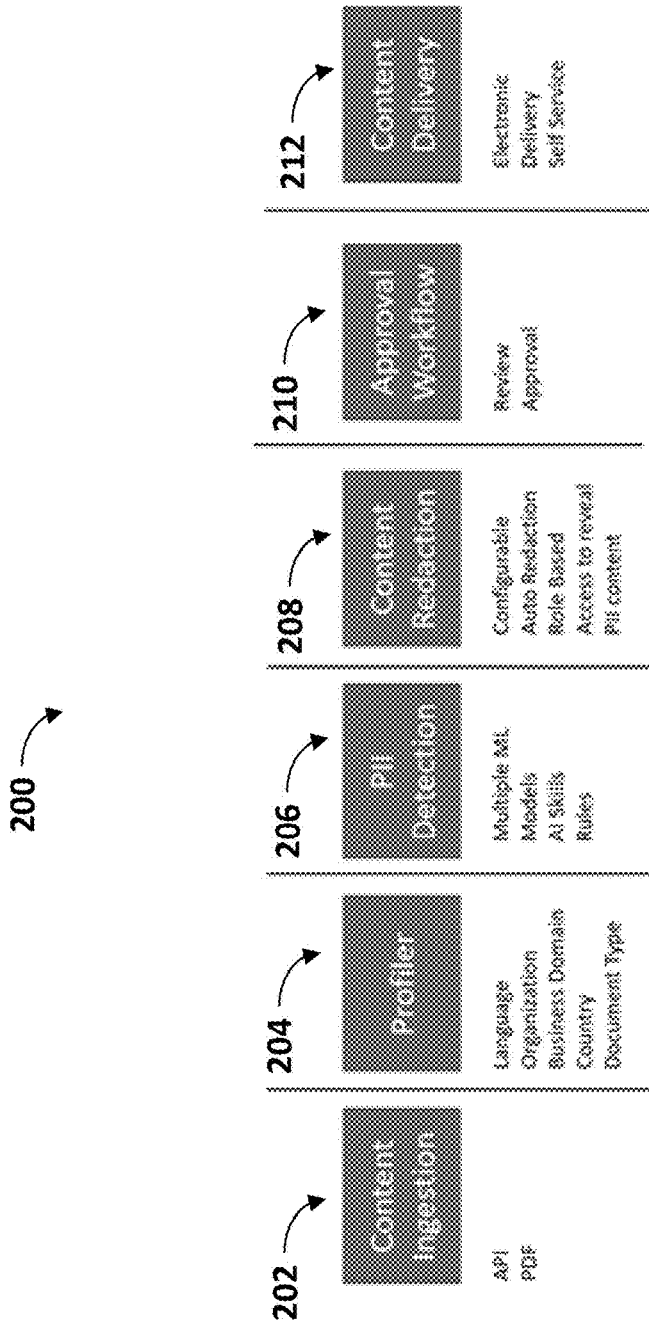 200
202
Content
Ingestion
API
PDF
204
Profiler
Language
Organization
Business Domain
Country
Document Type
206
PII
Detection
Multiple ML
Models
AI Skills
Rules
208
Content
Redaction
Configurable
Auto Redaction
Role Based
Access to reveal
PII content
210
Approval
Workflow
Review
Approval
212
Content
Delivery
Electronic
Delivery
Self Service